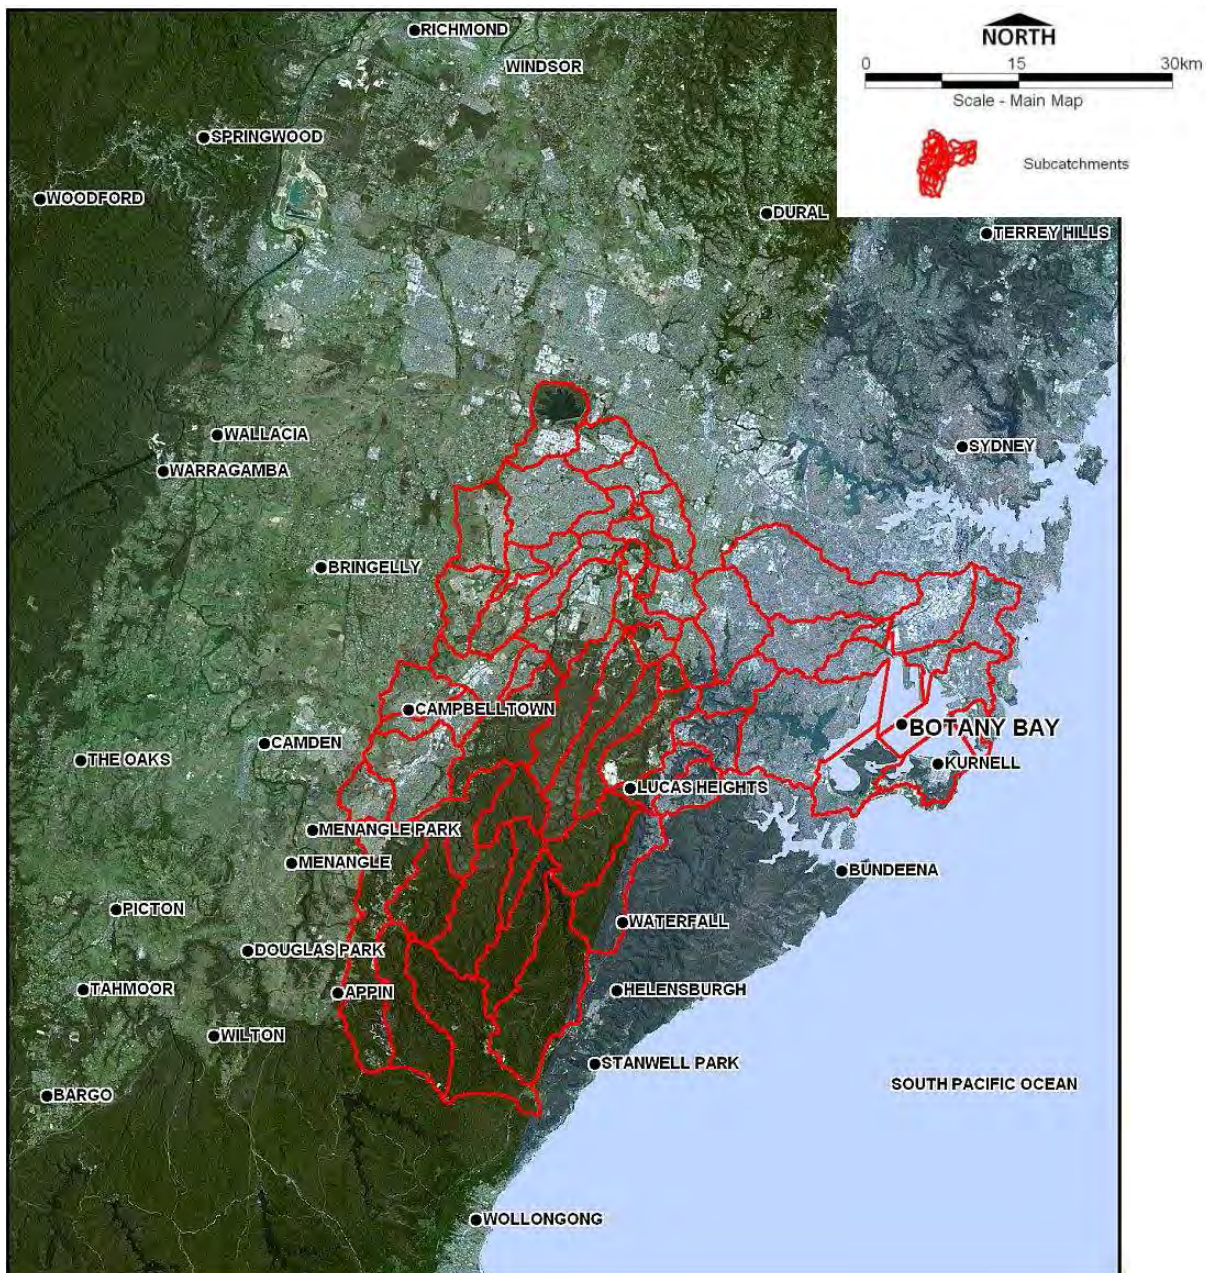 RICHMOND
WINDSOR
NORTH
0 15 30km
Scale - Main Map
Subcatchments
SPRINGWOOD
WOODFORD
DURAL
TERREY HILLS
WALLACIA
SYDNEY
WARRAGAMBA
BRINGELLY
CAMPBELLTOWN
BOTANY BAY
CAMDEN
THE OAKS
KURNELL
LUCAS HEIGHTS
MENANGLE PARK
MENANGLE
BUNDEENA
PICTON
WATERFALL
DOUGLAS PARK
TAHMOOR
APPIN
HELENSBURGH
WILTON
STANWELL PARK
SOUTH PACIFIC OCEAN
BARGO
WOLLONGONG